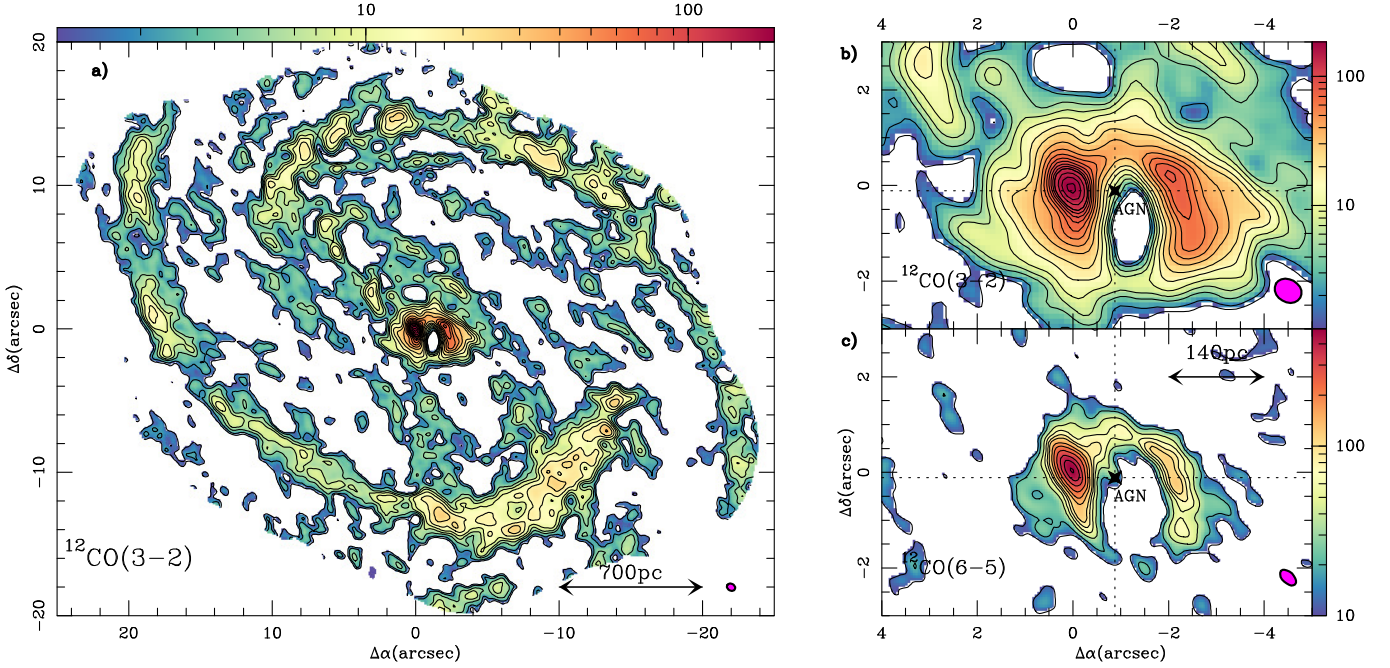 10 100
20 10 0 −10 −20
a)
12CO(3−2)
700pc
20 10 0 −10 −20
Δα(arcsec)
Δδ(arcsec)
4 2 0 −2 −4
b)
2 0 −2
AGN
12CO(3−2)
100 10
c)
140pc
2 0 −2
AGN
12CO(6−5)
100 10
4 2 0 −2 −4
Δα(arcsec)
Δδ(arcsec)